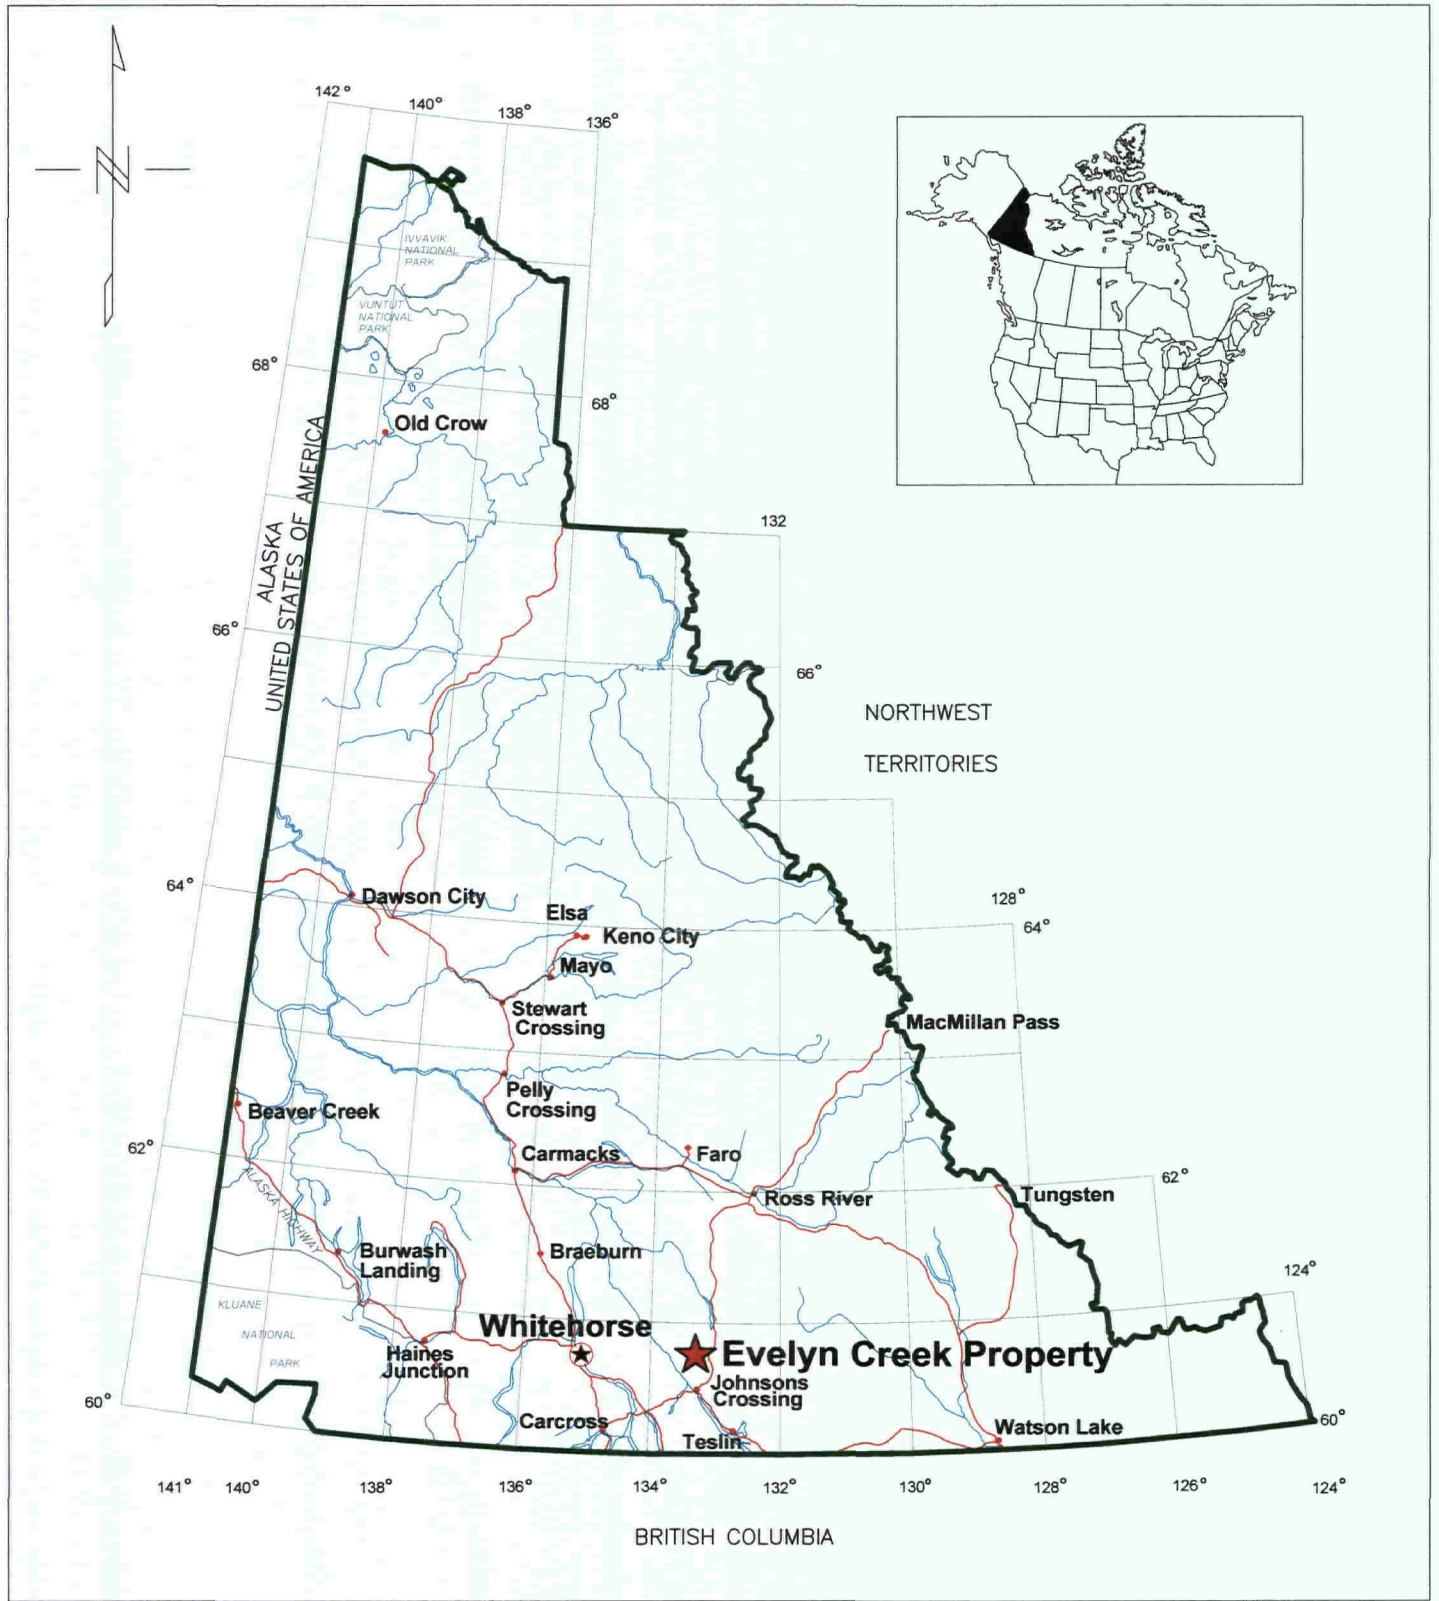 142°
140°
138°
136°
N
IVVAVIK
NATIONAL
PARK
VUNTUT
NATIONAL
PARK
68°
68°
Old Crow
ALASKA
UNITED STATES OF AMERICA
132
66°
66°
NORTHWEST
TERRITORIES
64°
Dawson City
128°
Elsa
64°
Keno City
Mayo
Stewart
Crossing
MacMillan Pass
Pelly
Crossing
Beaver Creek
62°
Carmacks
Faro
62°
Ross River
Tungsten
ALASKA HIGHWAY
Burwash
Landing
Braeburn
124°
KLUANE
NATIONAL
PARK
Whitehorse
Haines
Junction
Evelyn Creek Property
Johnsons
Crossing
60°
Carcross
Teslin
Watson Lake
60°
141°
140°
138°
136°
134°
132°
130°
128°
126°
124°
BRITISH COLUMBIA